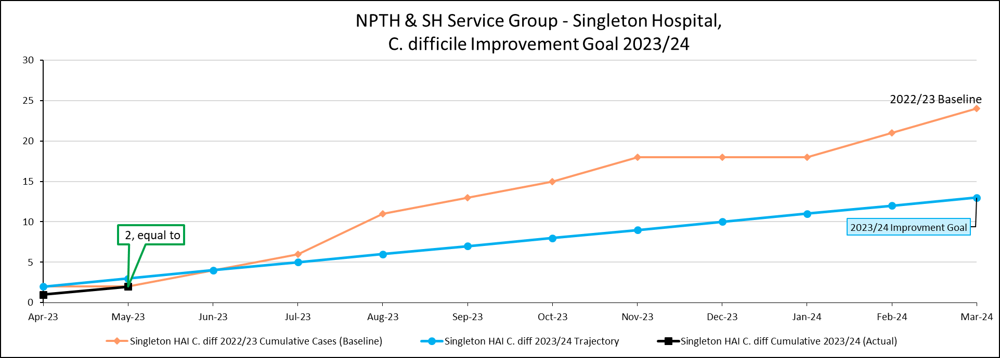 NPTH & SH Service Group - Singleton Hospital,
C. difficile Improvement Goal 2023/24
30
25
20
15
10
5
0
2022/23 Baseline
2023/24 Improvment Goal
2, equal to
Apr-23 May-23 Jun-23 Jul-23 Aug-23 Sep-23 Oct-23 Nov-23 Dec-23 Jan-24 Feb-24 Mar-24
Singleton HAI C. diff 2022/23 Cumulative Cases (Baseline) Singleton HAI C. diff 2023/24 Trajectory Singleton HAI C. diff Cumulative 2023/24 (Actual)